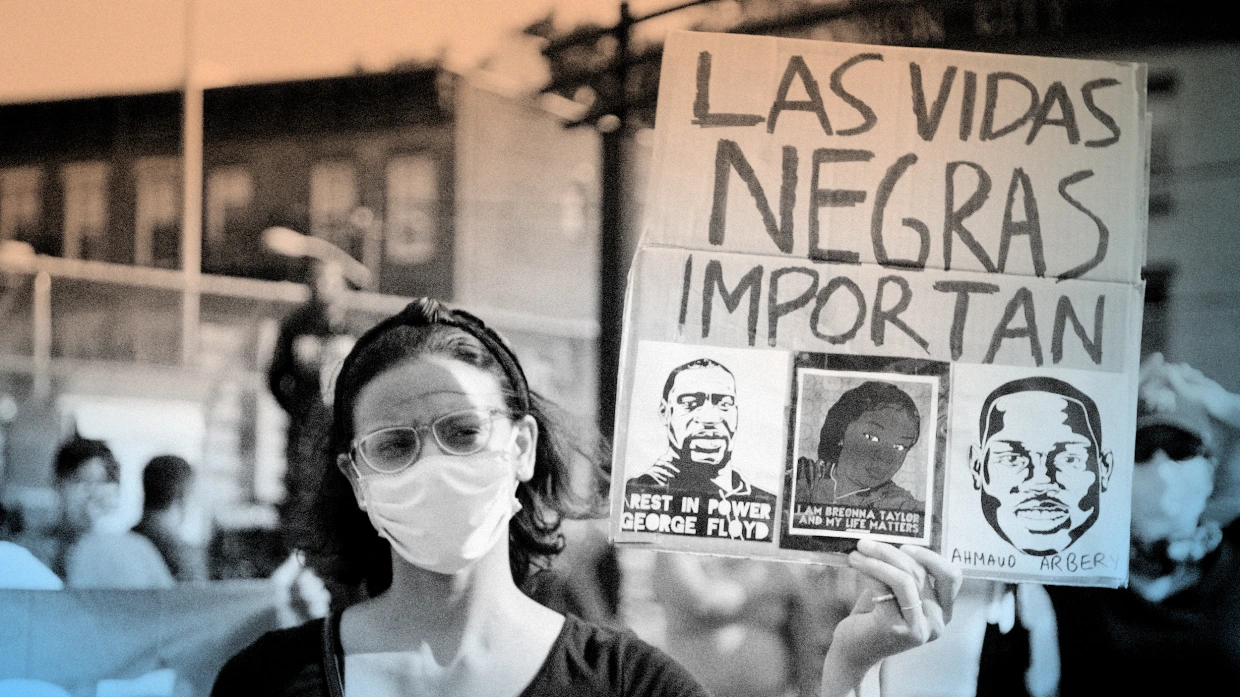 LAS VIDAS
NEGRAS
IMPORTAN
REST IN POWER
GEORGE FLOYD
I AM BREONNA TAYLOR
AND MY LIFE MATTERS
AHMAUD ARBERY